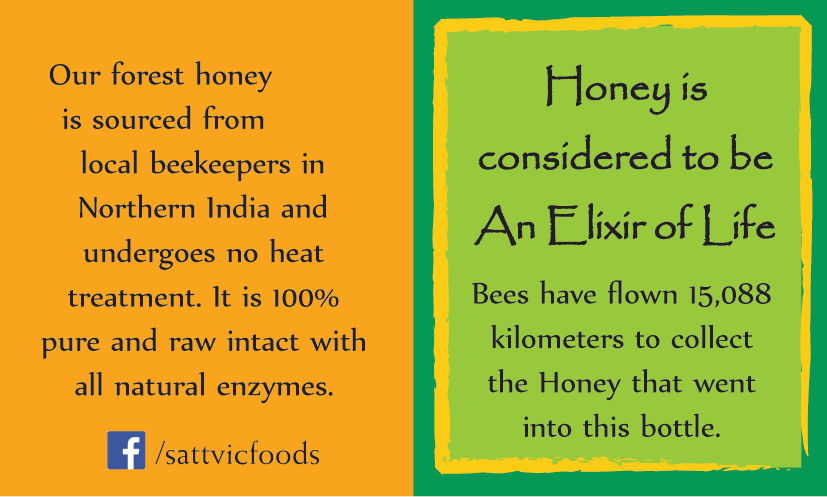 Our forest honey
is sourced from
local beekeepers in
Northern India and
undergoes no heat
treatment. It is 100%
pure and raw intact with
all natural enzymes.
f /sattvicfoods
Honey is
considered to be
An Elixir of Life
Bees have flown 15,088
kilometers to collect
the Honey that went
into this bottle.